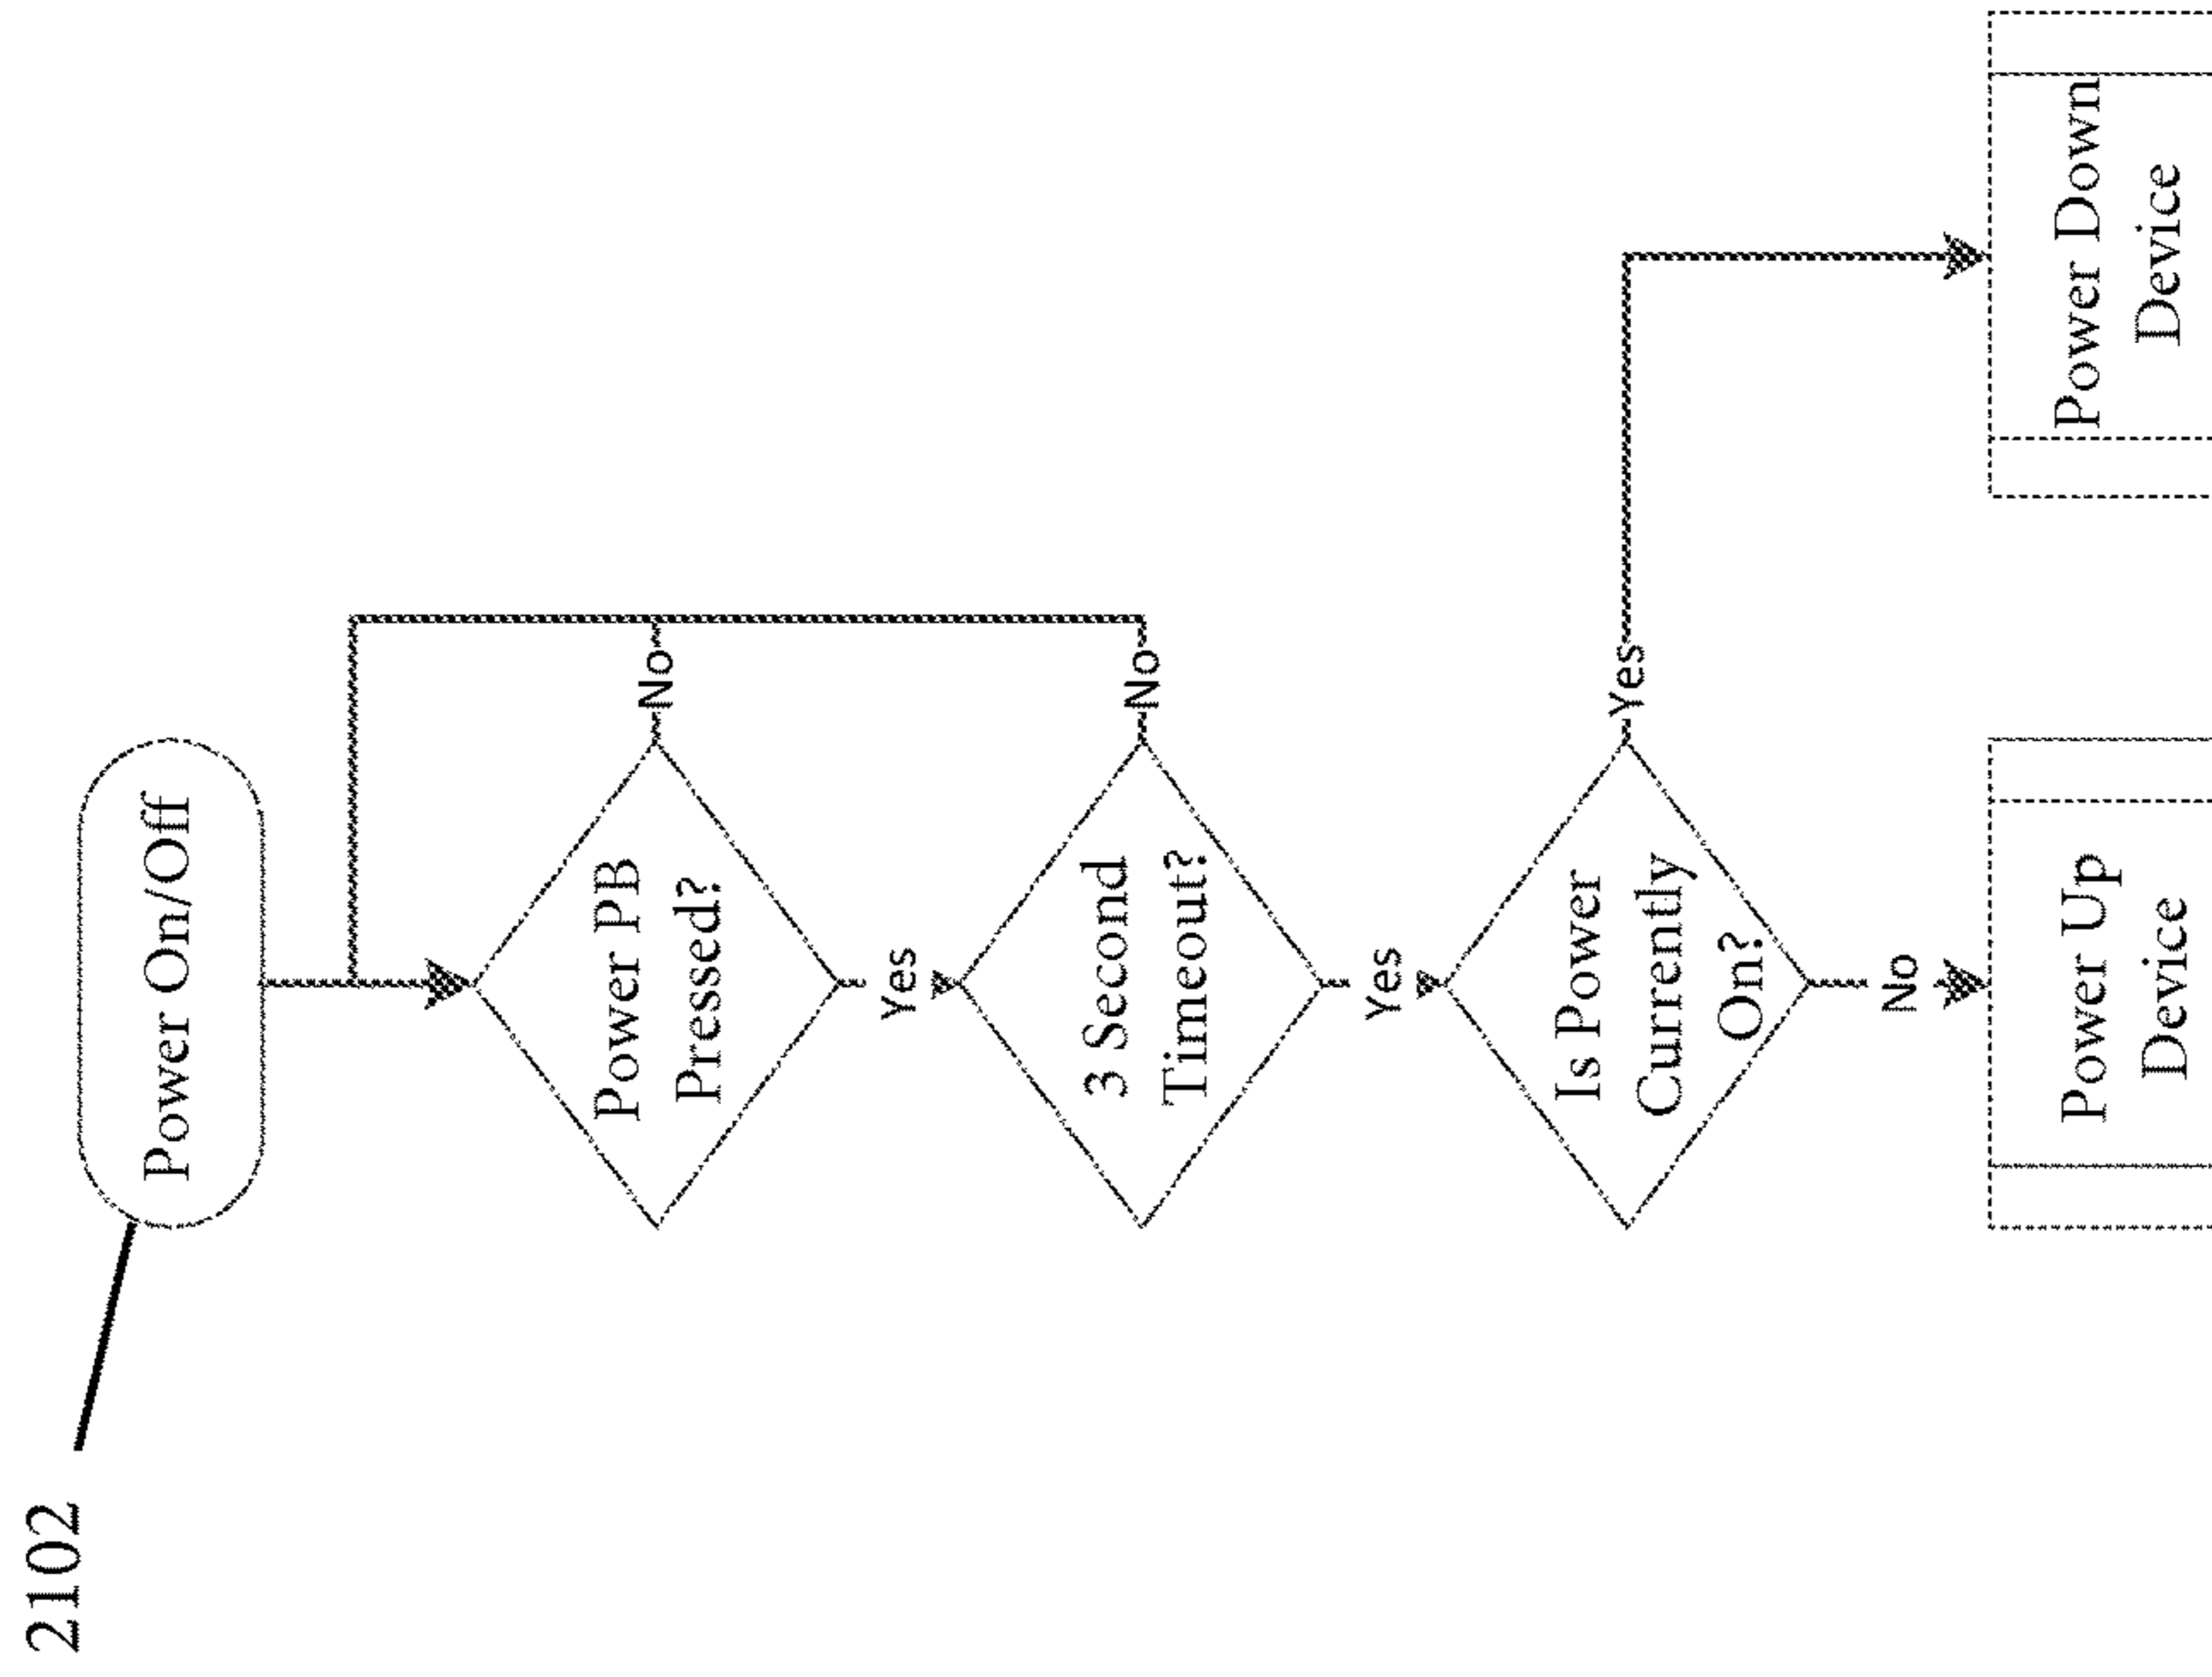 2102
Power On/Off
Power PB
Pressed?
No
Yes
3 Second
Timeout?
No
Yes
Is Power
Currently
On?
Yes
No
Power Up
Device
Power Down
Device